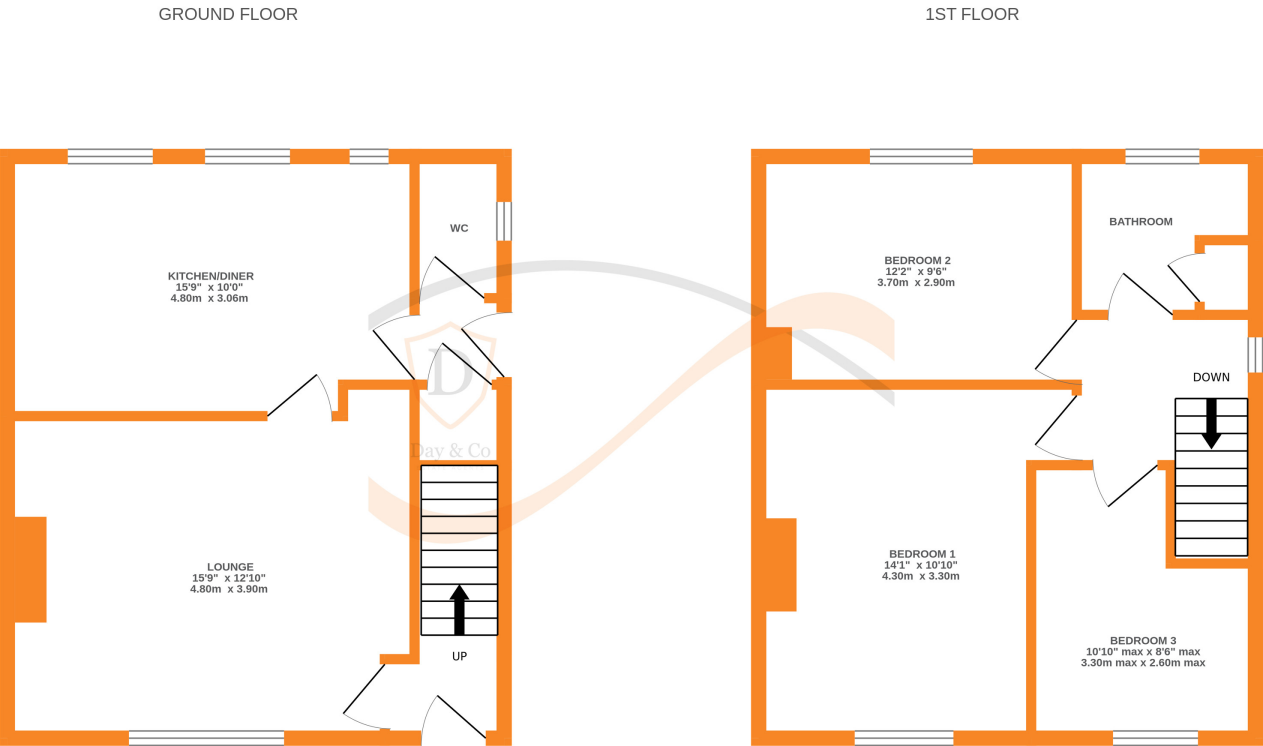 GROUND FLOOR
1ST FLOOR
WC
KITCHEN/DINER
15'9" x 10'0"
4.80m x 3.06m
D
Day & Co
LOUNGE
15'9" x 12'10"
4.80m x 3.90m
UP
BATHROOM
BEDROOM 2
12'2" x 9'6"
3.70m x 2.90m
DOWN
BEDROOM 1
14'1" x 10'10"
4.30m x 3.30m
BEDROOM 3
10'10" max x 8'6" max
3.30m max x 2.60m max